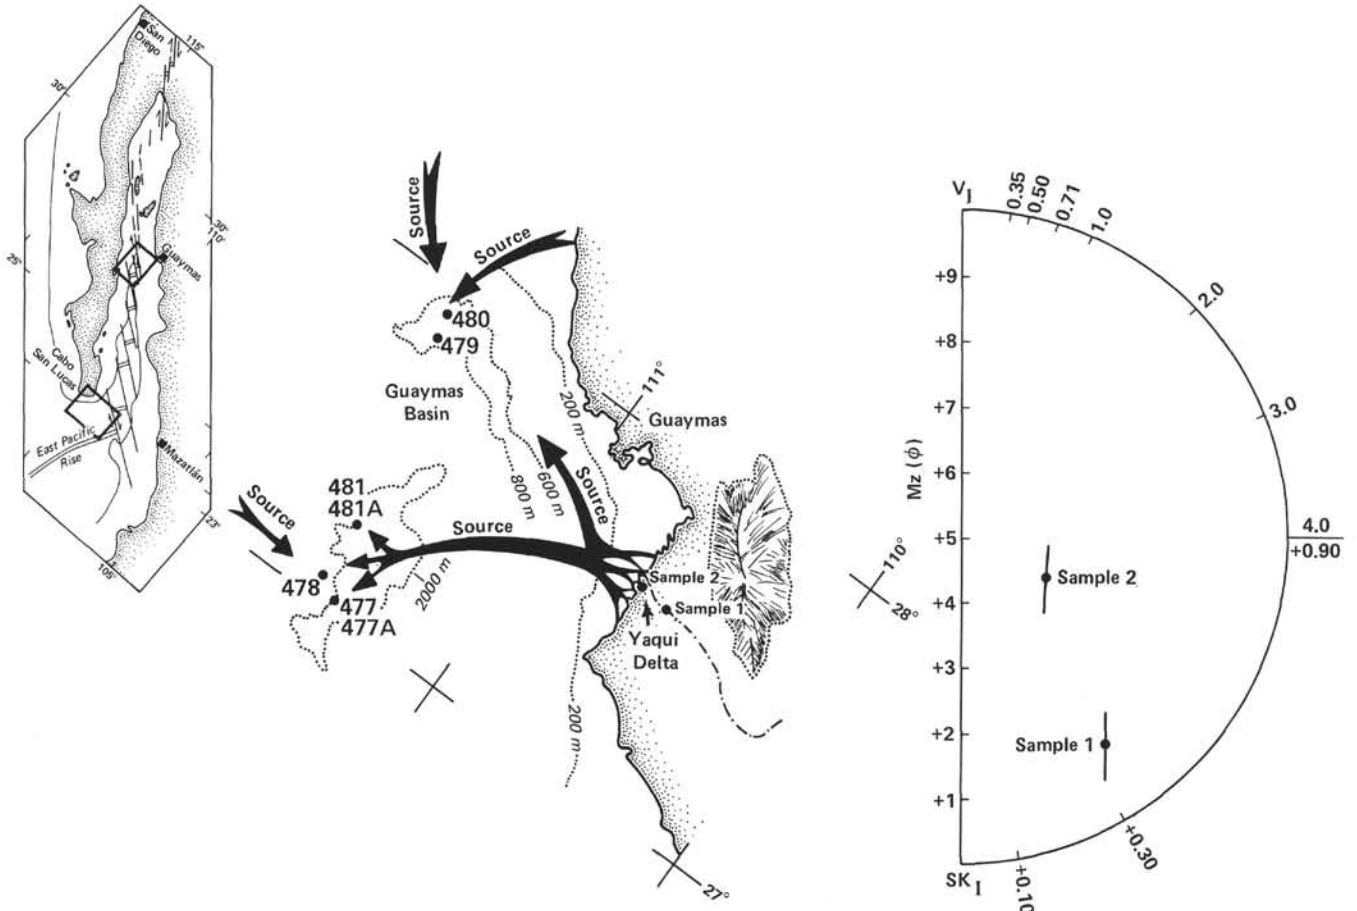 San
Diego
115°
30°
30°
110°
Guaymas
25°
Cabo
San Lucas
East Pacific
Rise
Mazatlán
23°
105°
Source
Source
480
479
Guaymas
Basin
200 m
111°
Guaymas
600 m
800 m
Source
481
481A
Source
Source
478
477
477A
2000 m
Sample 2
Sample 1
Yaqui
Delta
200 m
110°
28°
27°
VI
0.35
0.50
0.71
1.0
2.0
3.0
4.0
+0.90
+9
+8
+7
+6
+5
+4
+3
+2
+1
Mz (ϕ)
Sample 2
Sample 1
+0.30
+0.10
SKI